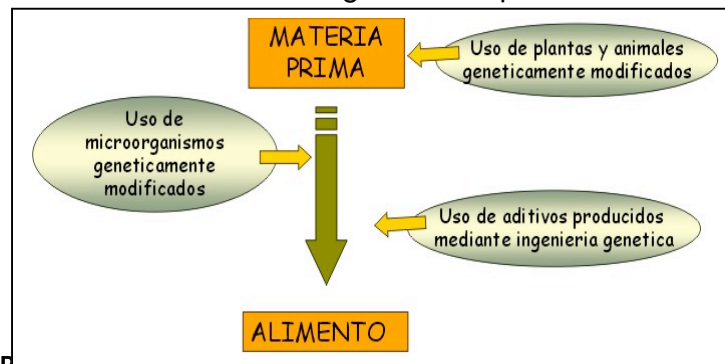 MATERIA
PRIMA
Uso de plantas y animales
geneticamente modificados
Uso de
microorganismos
geneticamente
modificados
Uso de aditivos producidos
mediante ingenieria genetica
ALIMENTO